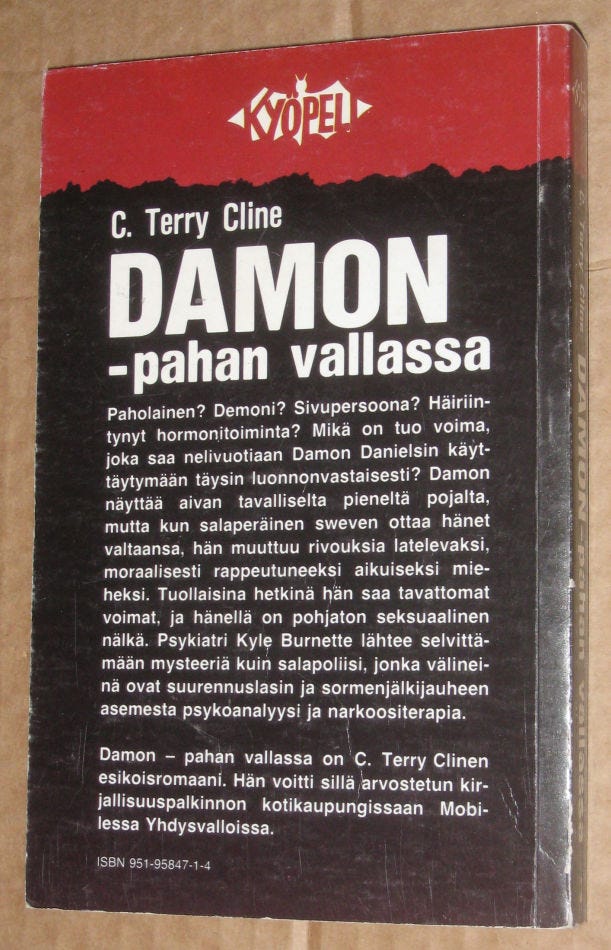 KYÖPELI
C. Terry Cline
DAMON
-pahan vallassa
Paholainen? Demoni? Sivupersoona? Häiriin-
tynyt hormonitoiminta? Mikä on tuo voima,
joka saa nelivuotiaan Damon Danielsin käyt-
täytymään täysin luonnonvastaisesti? Damon
näyttää aivan tavalliselta pieneltä pojalta,
mutta kun salaperäinen sweven ottaa hänet
valtaansa, hän muuttuu rivouksia latelevaksi,
moraalisesti rappeutuneeksi aikuiseksi mie-
heksi. Tuollaisina hetkinä hän saa tavattomat
voimat, ja hänellä on pohjaton seksuaalinen
nälkä. Psykiatri Kyle Burnette lähtee selvittä-
mään mysteeriä kuin salapoliisi, jonka välinei-
nä ovat suurennuslasin ja sormenjälkijauheen
asemesta psykoanalyysi ja narkoositerapia.
Damon – pahan vallassa on C. Terry Clinen
esikoisromaani. Hän voitti sillä arvostetun kir-
jallisuuspalkinnon kotikaupungissaan Mobi-
lessa Yhdysvalloissa.
ISBN 951-95847-1-4
C. Terry Cline DAMON -pahan vallassa